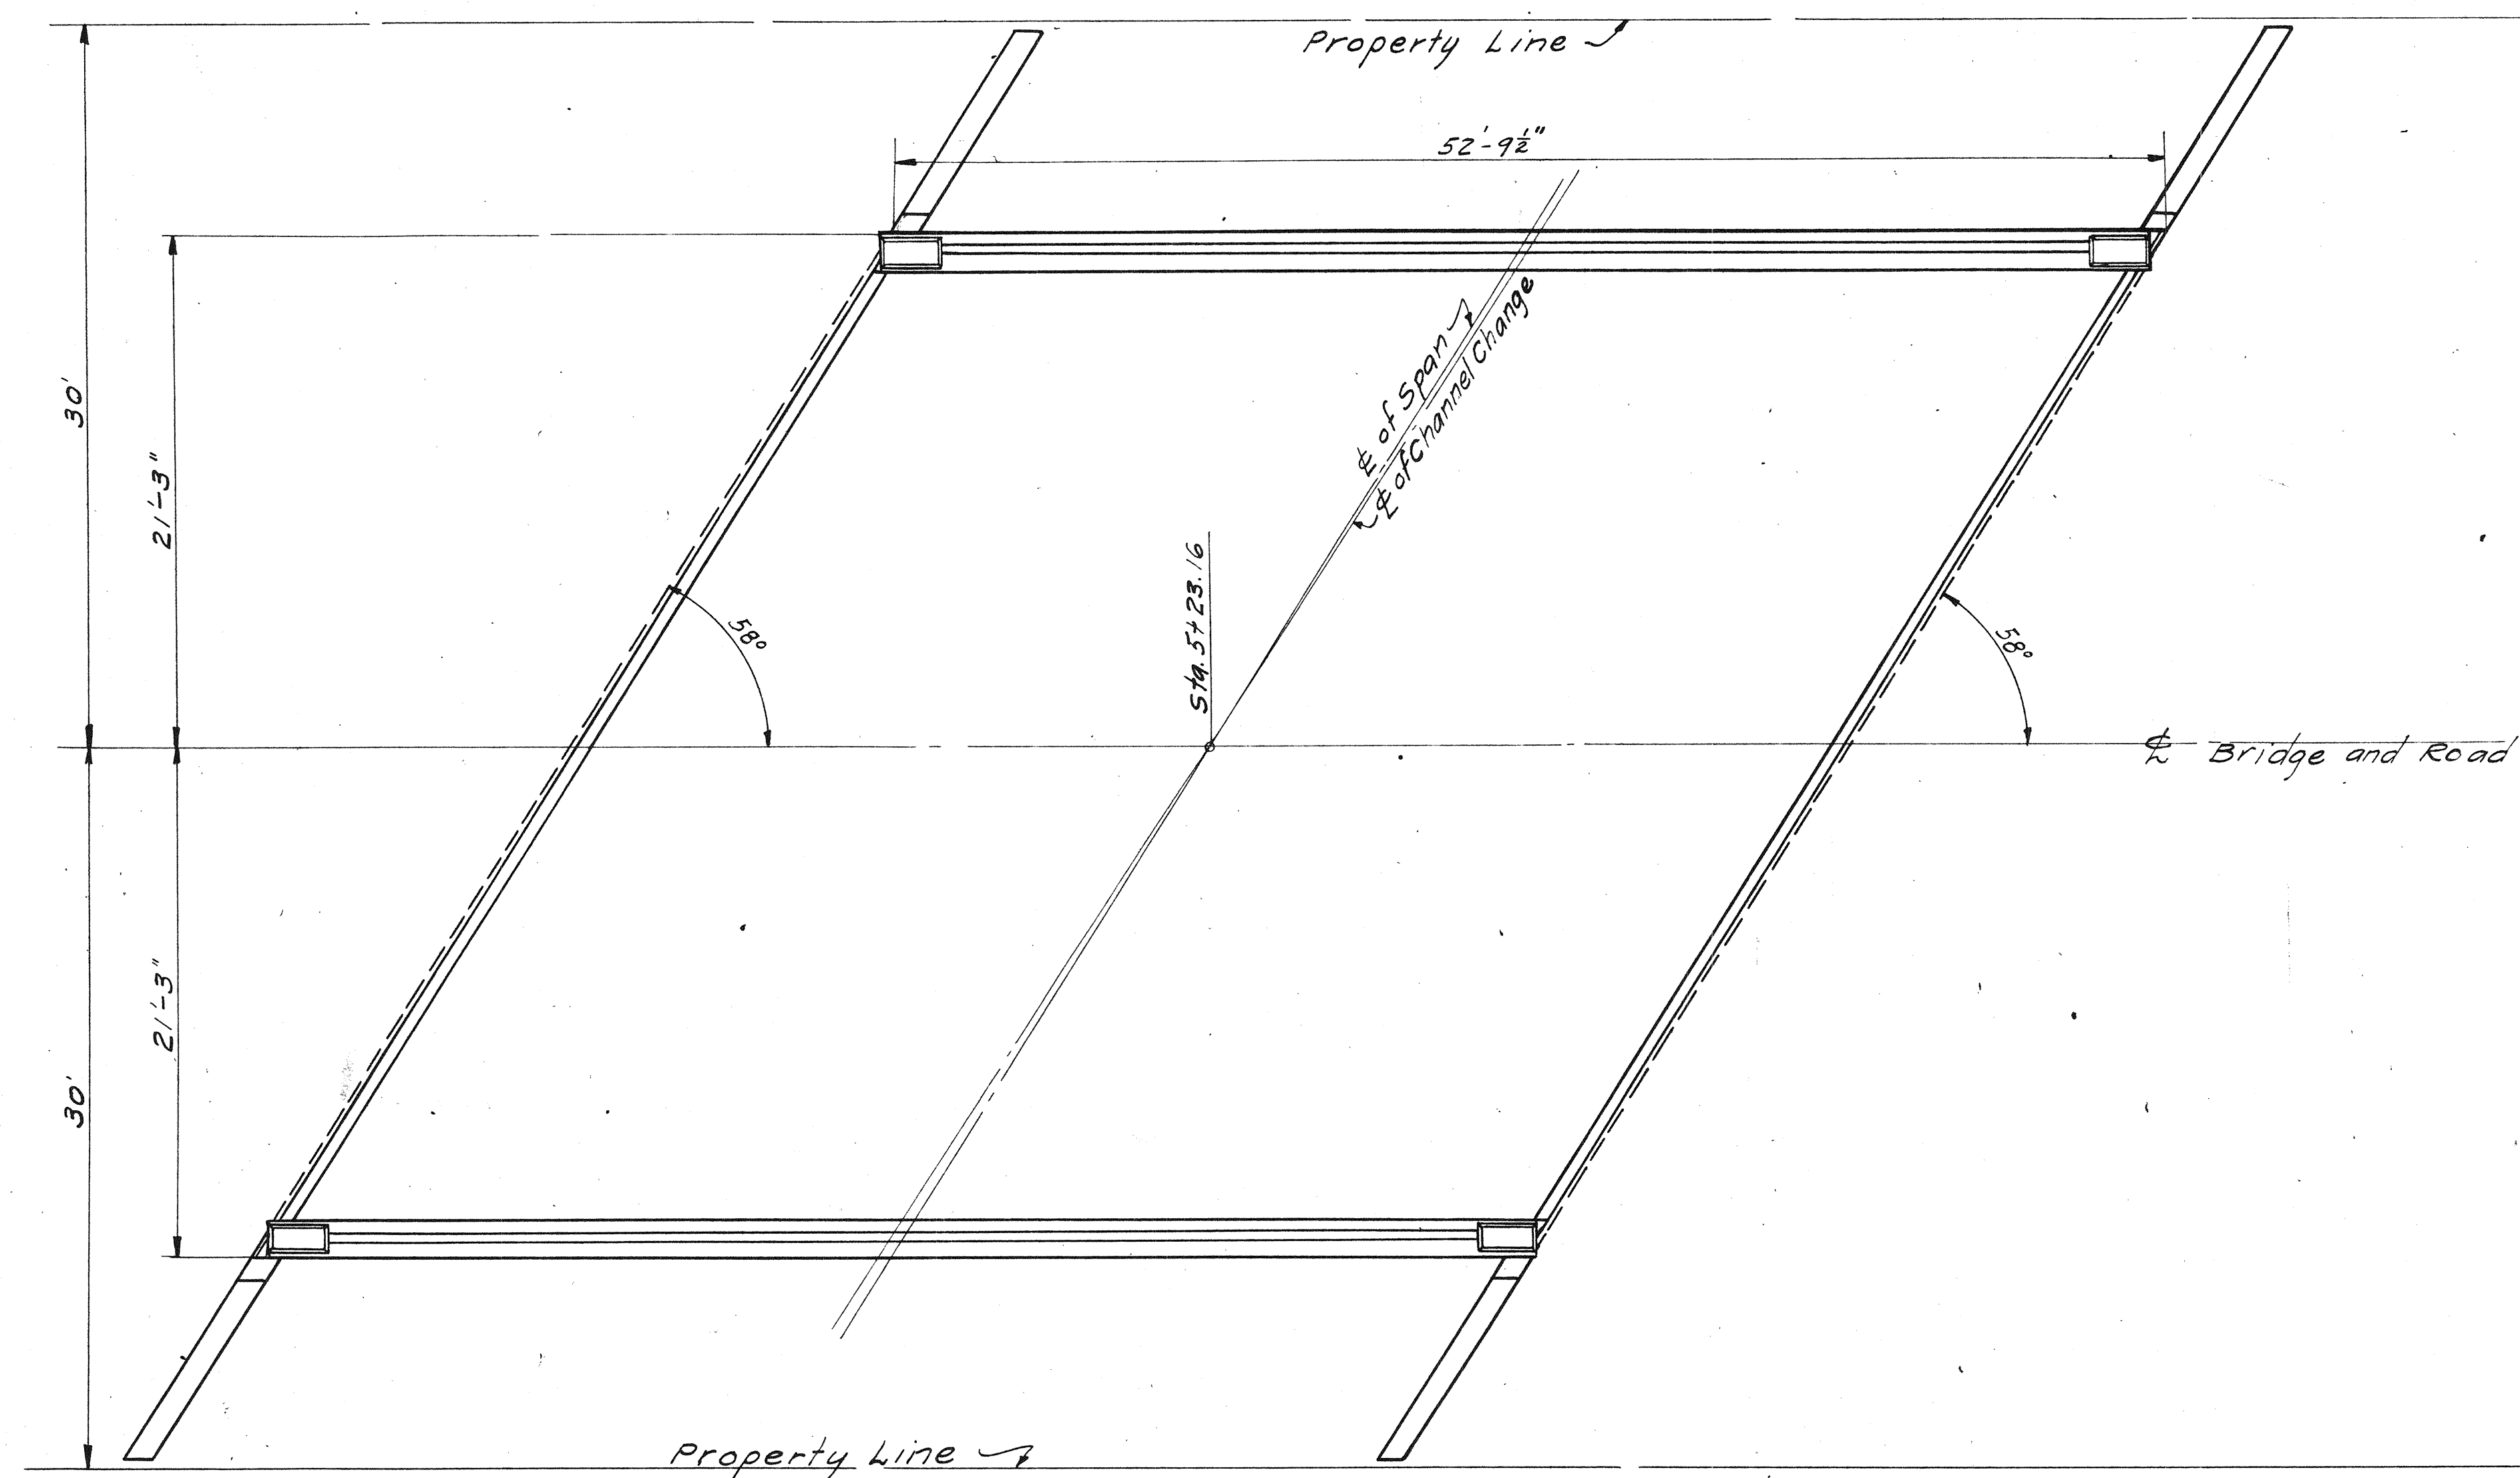 Property Line
52'-9½"
30'
21'-3"
℄ of Span
℄ of Channel Change
Sta. 5+23.16
58°
58°
℄ Bridge and Road
21'-3"
30'
Property Line